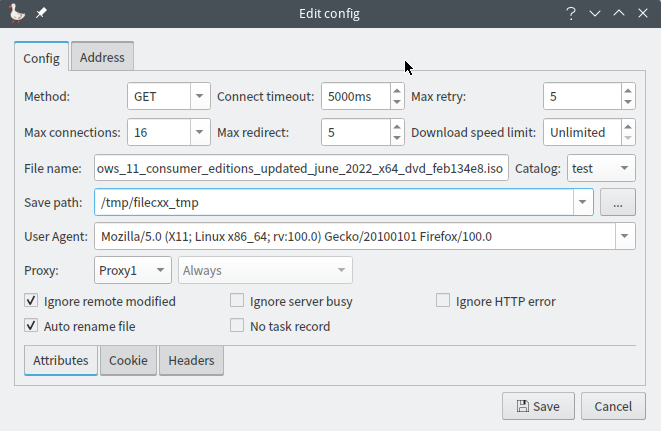 Edit config
Config Address
Method: GET Connect timeout: 5000ms Max retry: 5
Max connections: 16 Max redirect: 5 Download speed limit: Unlimited
File name: ows_11_consumer_editions_updated_june_2022_x64_dvd_feb134e8.iso Catalog: test
Save path: /tmp/filecxx_tmp ...
User Agent: Mozilla/5.0 (X11; Linux x86_64; rv:100.0) Gecko/20100101 Firefox/100.0
Proxy: Proxy1 Always
Ignore remote modified Ignore server busy Ignore HTTP error
Auto rename file No task record
Attributes Cookie Headers
Save Cancel